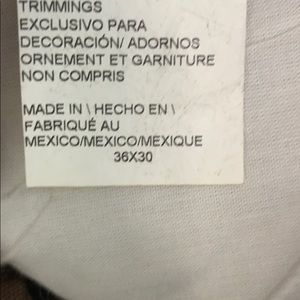 TRIMMINGS
EXCLUSIVO PARA
DECORACIÓN/ ADORNOS
ORNEMENT ET GARNITURE
NON COMPRIS
MADE IN \ HECHO EN \
FABRIQUÉ AU
MEXICO/MEXICO/MEXIQUE
36X30